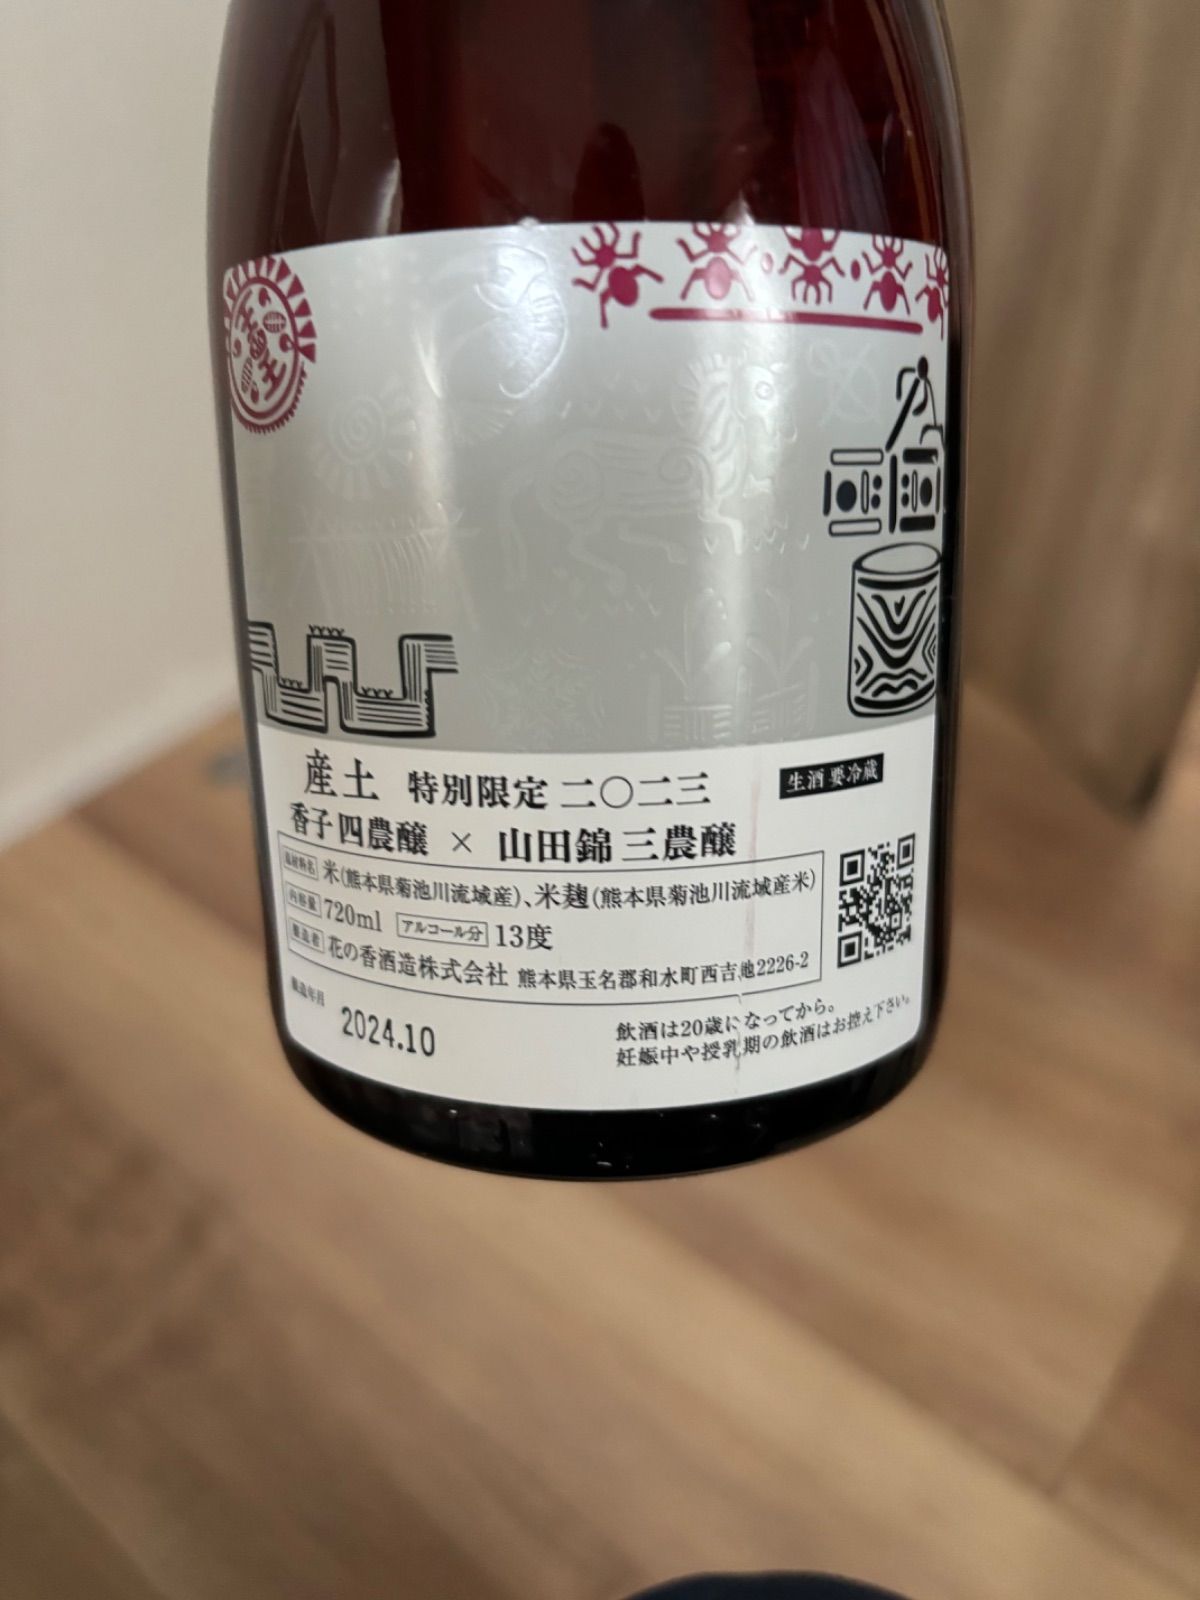 産土 特別限定 二〇二三
生酒 要冷蔵
香子 四農醸 × 山田錦 三農醸
原材料名 米(熊本県菊池川流域産)、米麹(熊本県菊池川流域産米)
内容量 720ml アルコール分 13度
製造者 花の香酒造株式会社 熊本県玉名郡和水町西吉地2226-2
製造年月 2024.10
飲酒は20歳になってから。
妊娠中や授乳期の飲酒はお控え下さい。